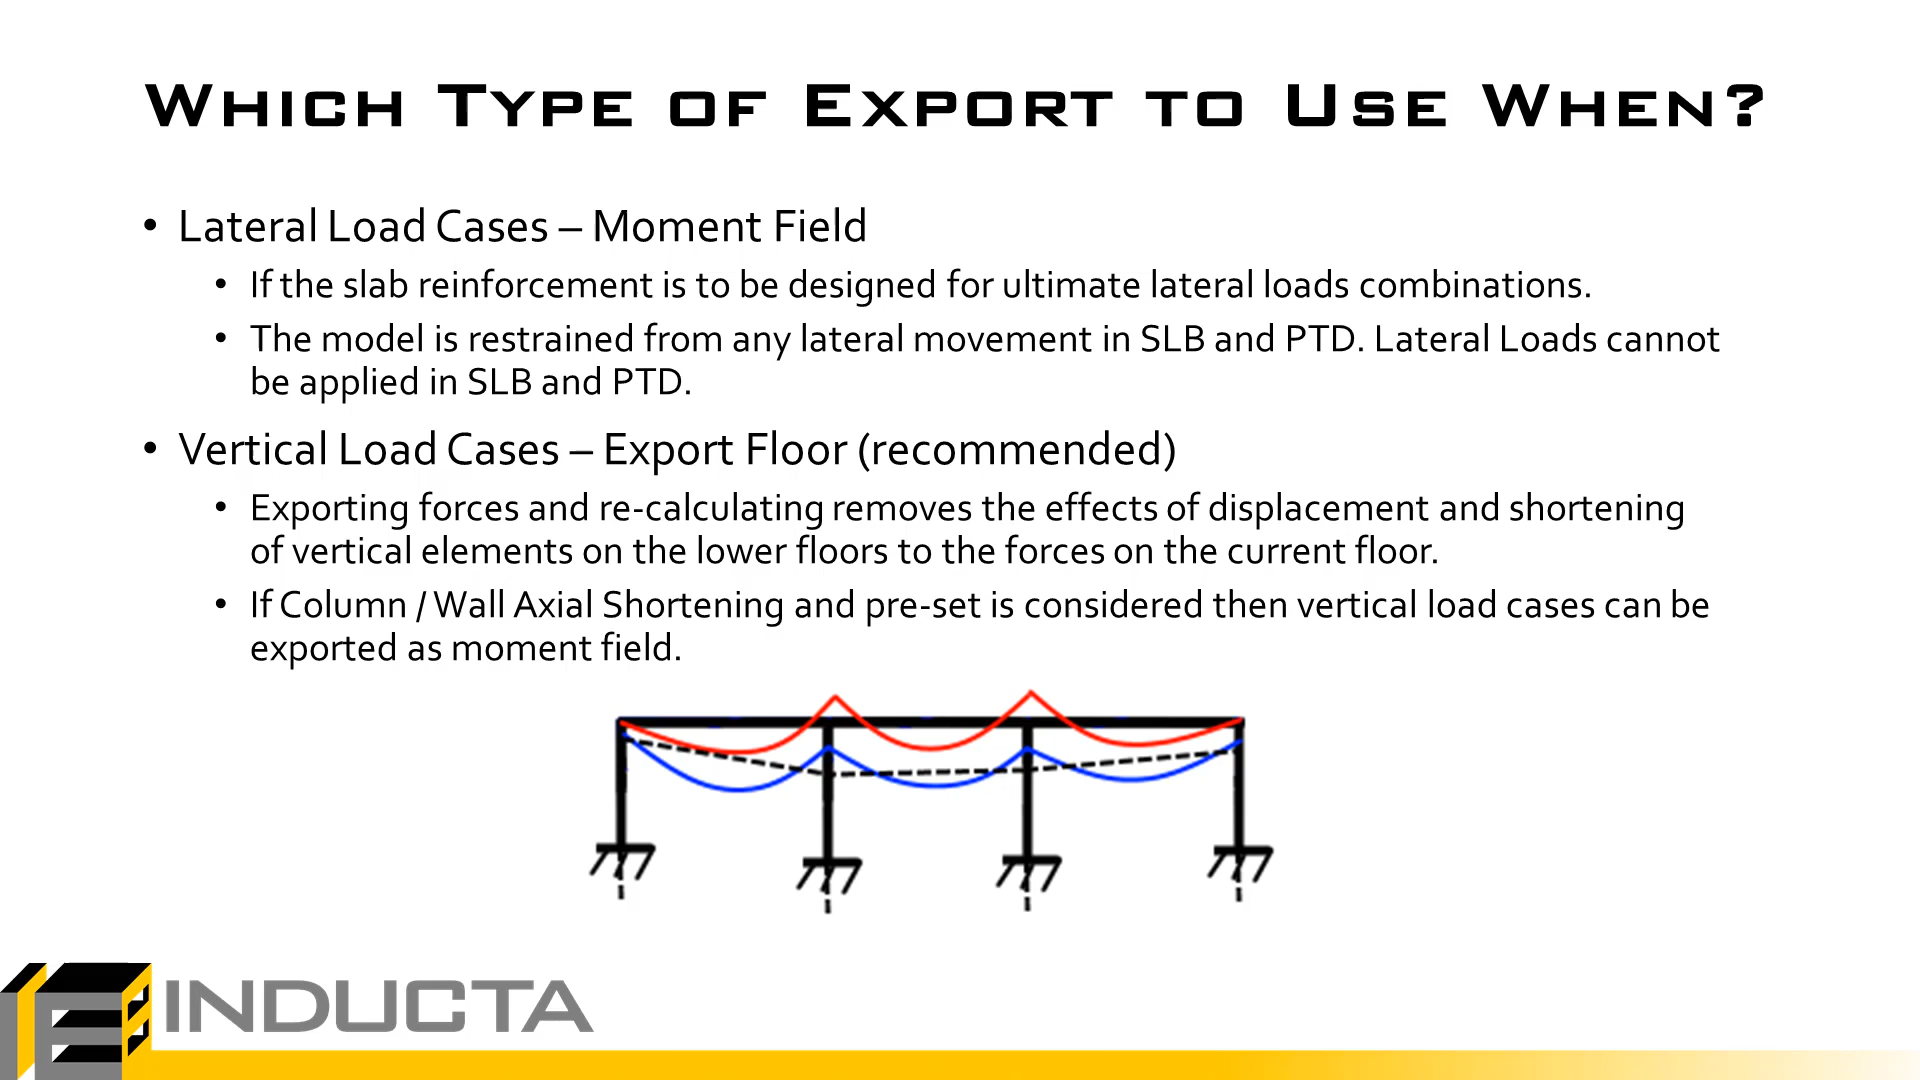 Which Type of Export to Use When?
• Lateral Load Cases – Moment Field
• If the slab reinforcement is to be designed for ultimate lateral loads combinations.
• The model is restrained from any lateral movement in SLB and PTD. Lateral Loads cannot
be applied in SLB and PTD.
• Vertical Load Cases – Export Floor (recommended)
• Exporting forces and re-calculating removes the effects of displacement and shortening
of vertical elements on the lower floors to the forces on the current floor.
• If Column / Wall Axial Shortening and pre-set is considered then vertical load cases can be
exported as moment field.
INDUCTA